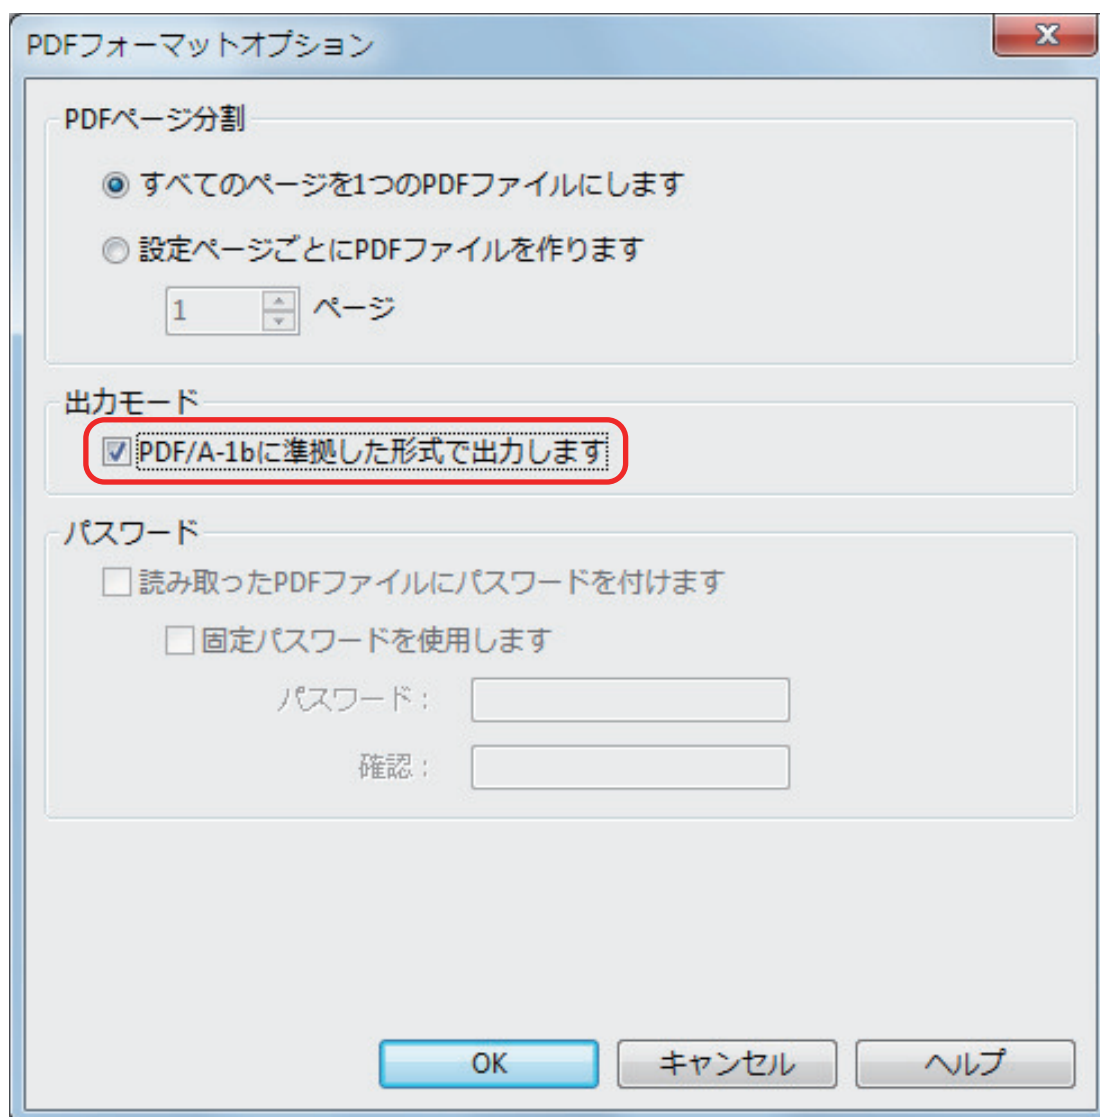 PDFフォーマットオプション
PDFページ分割
すべてのページを1つのPDFファイルにします
設定ページごとにPDFファイルを作ります
1 ページ
出力モード
PDF/A-1bに準拠した形式で出力します
パスワード
読み取ったPDFファイルにパスワードを付けます
固定パスワードを使用します
パスワード：
確認：
OK キャンセル ヘルプ